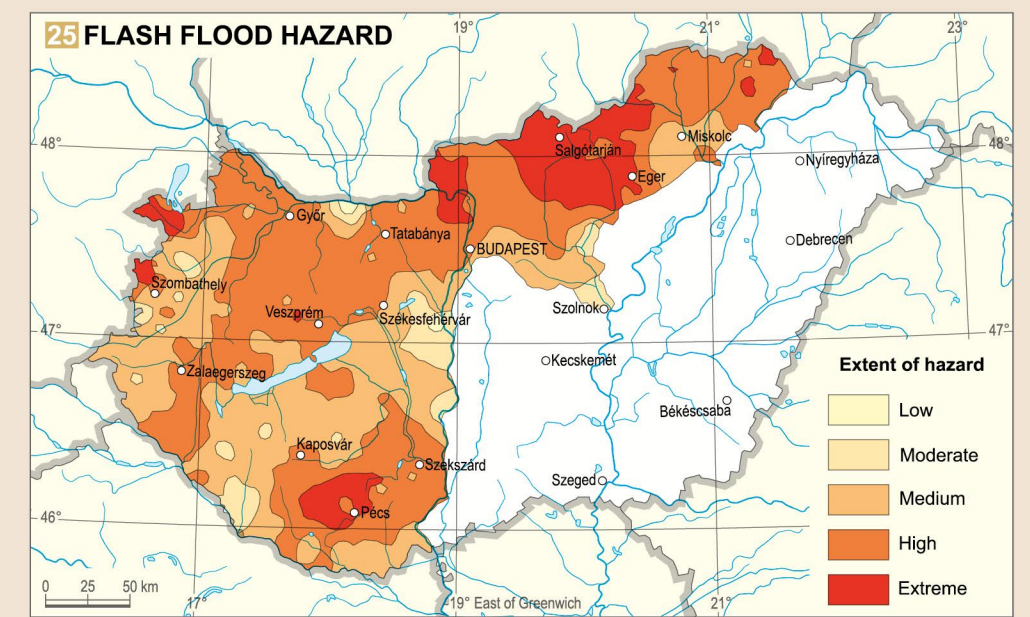 25 FLASH FLOOD HAZARD
19°
21°
23°
48°
48°
Miskolc
Salgótarján
Nyíregyháza
Eger
Győr
Tatabánya
BUDAPEST
Debrecen
Szombathely
Veszprém
Székesfehérvár
Szolnok
47°
47°
Kecskemét
Zalaegerszeg
Extent of hazard
Low
Békéscsaba
Kaposvár
Moderate
Szekszárd
Szeged
Medium
Pécs
46°
High
0 25 50 km
Extreme
17°
19° East of Greenwich
21°